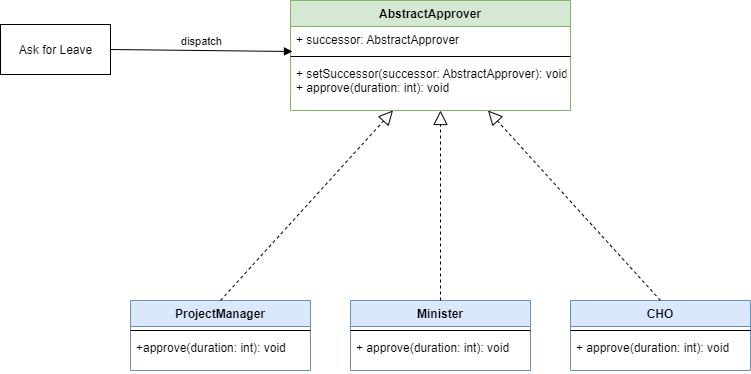 AbstractApprover
Ask for Leave
dispatch
+ successor: AbstractApprover
+ setSuccessor(successor: AbstractApprover): void
+ approve(duration: int): void
ProjectManager
+approve(duration: int): void
Minister
+ approve(duration: int): void
CHO
+ approve(duration: int): void